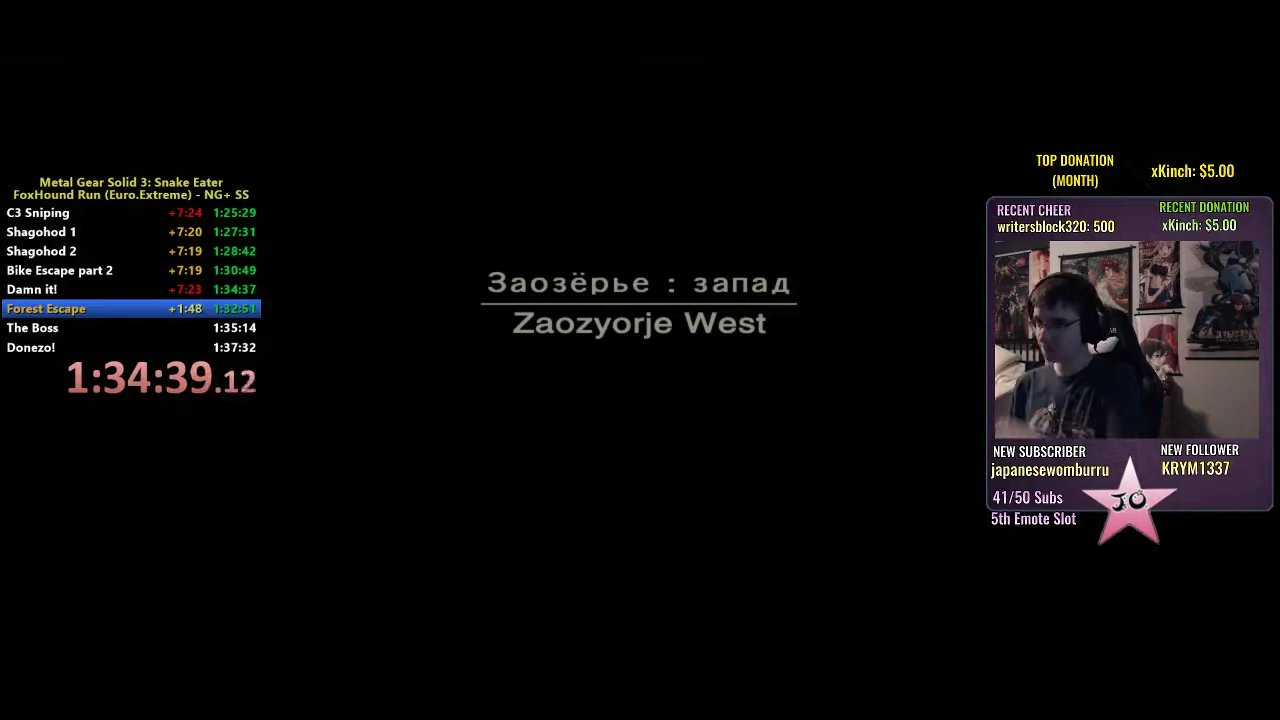 Metal Gear Solid 3: Snake Eater
FoxHound Run (Euro.Extreme) - NG+ SS
C3 Sniping +7:24 1:25:29
Shagohod 1 +7:20 1:27:31
Shagohod 2 +7:19 1:28:42
Bike Escape part 2 +7:19 1:30:49
Damn it! +7:23 1:34:37
Forest Escape +1:48 1:32:51
The Boss 1:35:14
Donezo! 1:37:32
1:34:39.12
Заозёрье : запад
Zaozyorje West
TOP DONATION
(MONTH)
xKinch: $5.00
RECENT CHEER
writersblock320: 500
RECENT DONATION
xKinch: $5.00
NEW SUBSCRIBER
japanesewomburru
NEW FOLLOWER
KRYM1337
41/50 Subs
5th Emote Slot
JO